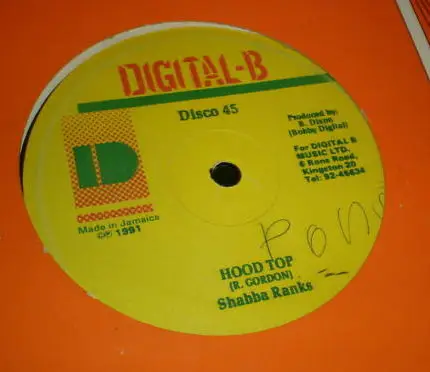 DIGITAL-B
Disco 45
Produced by:
B. Dixon
(Bobby Digital)
For DIGITAL B
MUSIC LTD.
6 Rons Road,
Kingston 20
Tel: 92-46634
Made in Jamaica
©℗ 1991
HOOD TOP
(R. GORDON)
Shabba Ranks